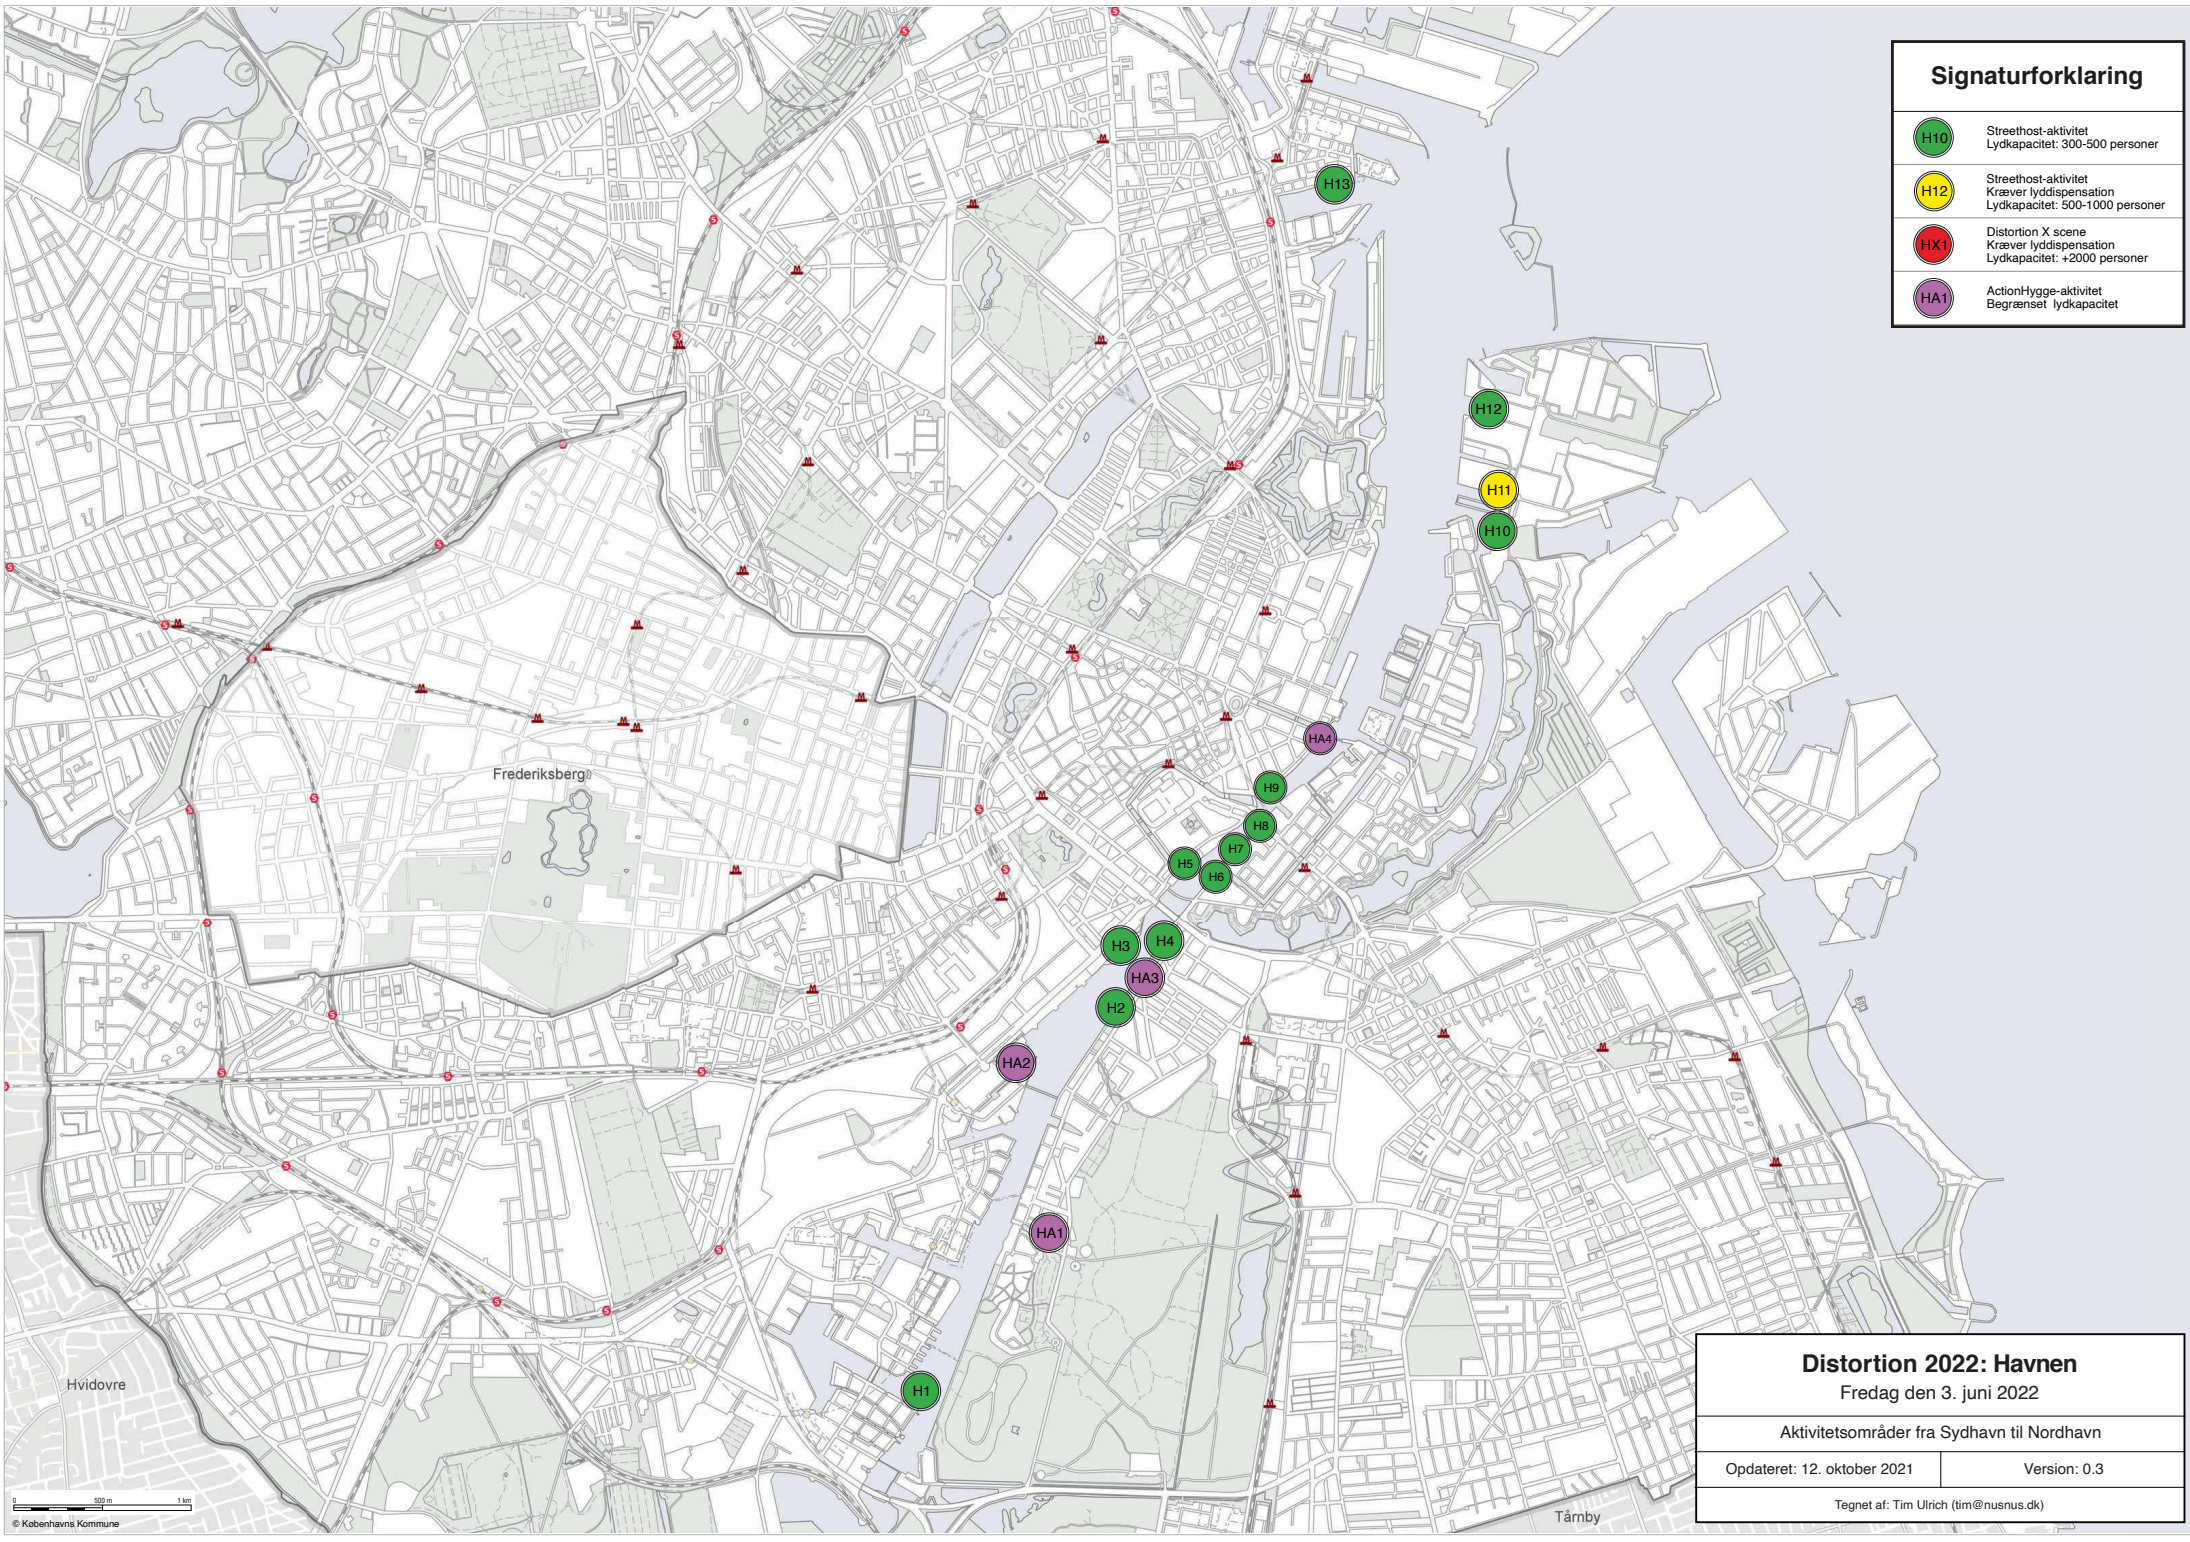 Signaturforklaring
H10
Streethost-aktivitet
Lydkapacitet: 300-500 personer
H12
Streethost-aktivitet
Kræver lyddispensation
Lydkapacitet: 500-1000 personer
HX1
Distortion X scene
Kræver lyddispensation
Lydkapacitet: +2000 personer
HA1
ActionHygge-aktivitet
Begrænset lydkapacitet
H13
H12
H11
H10
HA4
Frederiksberg
H9
H8
H7
H5
H6
H3
H4
HA3
H2
HA2
HA1
H1
Hvidovre
Tårnby
Distortion 2022: Havnen
Fredag den 3. juni 2022
Aktivitetsområder fra Sydhavn til Nordhavn
Opdateret: 12. oktober 2021
Version: 0.3
Tegnet af: Tim Ulrich (tim@nusnus.dk)
0 500 m 1 km
© Københavns Kommune